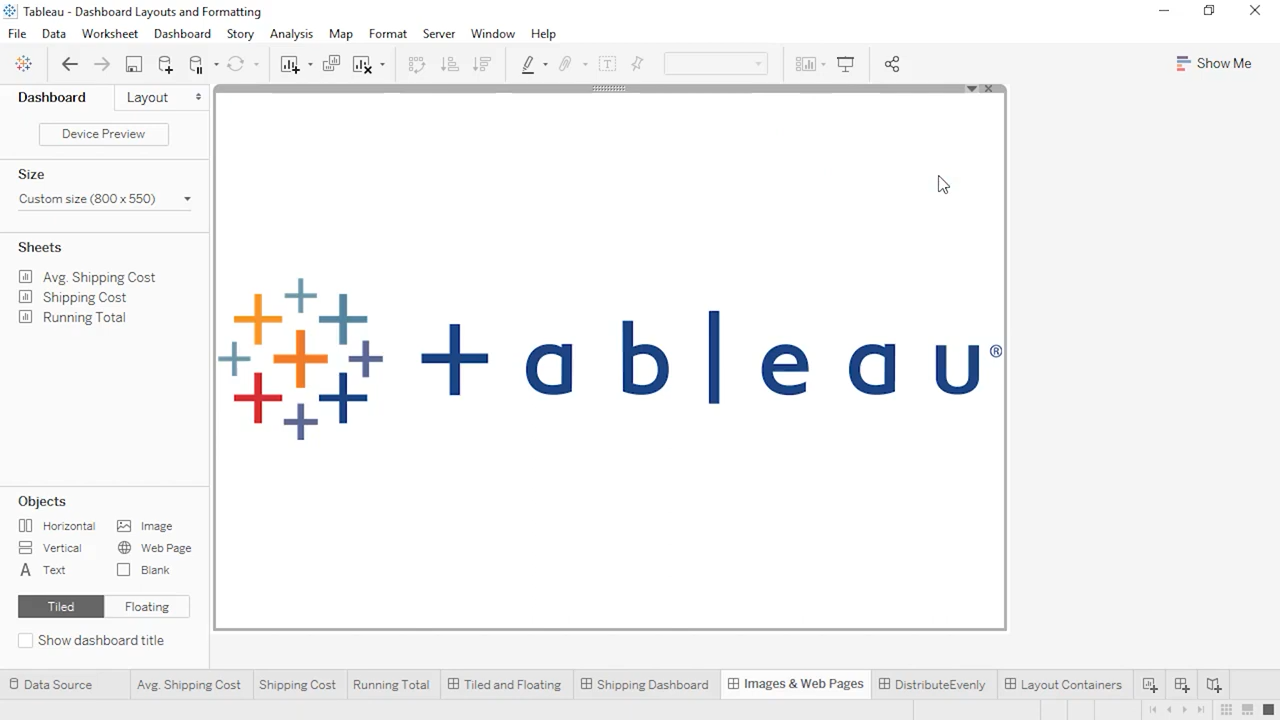 Tableau - Dashboard Layouts and Formatting
File Data Worksheet Dashboard Story Analysis Map Format Server Window Help
Show Me
Dashboard Layout
Device Preview
Size
Custom size (800 x 550)
Sheets
Avg. Shipping Cost
Shipping Cost
Running Total
tableau®
Objects
Horizontal Image
Vertical Web Page
A Text Blank
Tiled Floating
Show dashboard title
Data Source Avg. Shipping Cost Shipping Cost Running Total Tiled and Floating Shipping Dashboard Images & Web Pages DistributeEvenly Layout Containers